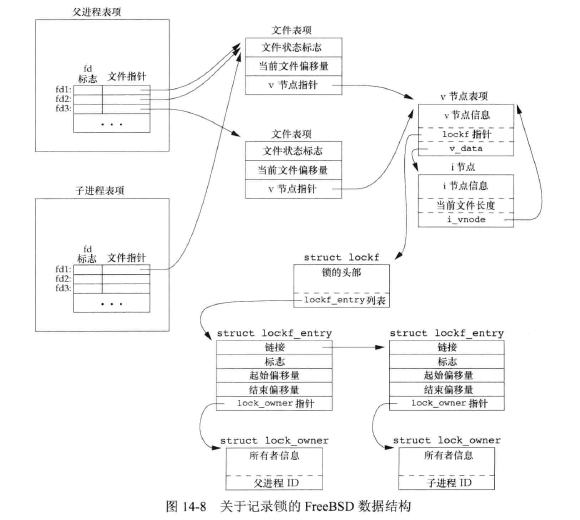 父进程表项
fd
标志 文件指针
fd1:
fd2:
fd3:
• • •
子进程表项
fd
标志 文件指针
fd1:
fd2:
fd3:
• • •
文件表项
文件状态标志
当前文件偏移量
v 节点指针
文件表项
文件状态标志
当前文件偏移量
v 节点指针
v 节点表项
v 节点信息
lockf 指针
v_data
i 节点
i 节点信息
当前文件长度
i_vnode
struct lockf
锁的头部
lockf_entry 列表
struct lockf_entry
链接
标志
起始偏移量
结束偏移量
lock_owner 指针
struct lockf_entry
链接
标志
起始偏移量
结束偏移量
lock_owner 指针
struct lock_owner
所有者信息
父进程 ID
struct lock_owner
所有者信息
子进程 ID
图 14-8 关于记录锁的 FreeBSD 数据结构